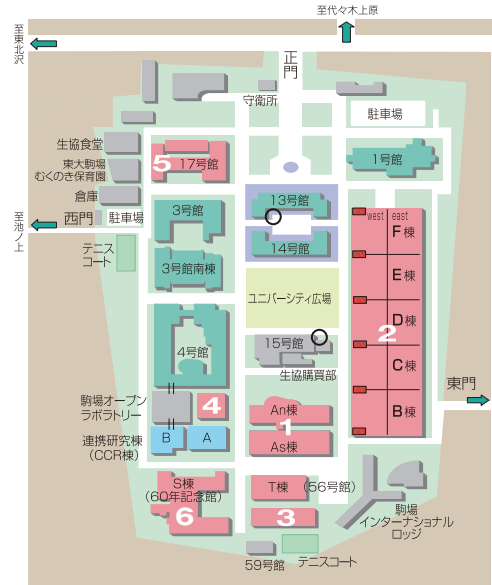 至代々木上原
至東北沢
正門
守衛所
駐車場
生協食堂
東大駒場
むくのき保育園
倉庫
5
17号館
1号館
至池ノ上
西門
駐車場
3号館
13号館
14号館
west
east
F棟
テニス
コート
3号館南棟
E棟
ユニバーシティ広場
D棟
2
4号館
15号館
生協購買部
C棟
東門
駒場オープン
ラボラトリー
4
An棟
1
B棟
連携研究棟
(CCR棟)
B
A
As棟
S棟
(60年記念館)
6
T棟
(56号館)
3
駒場
インターナショナル
ロッジ
59号館
テニスコート